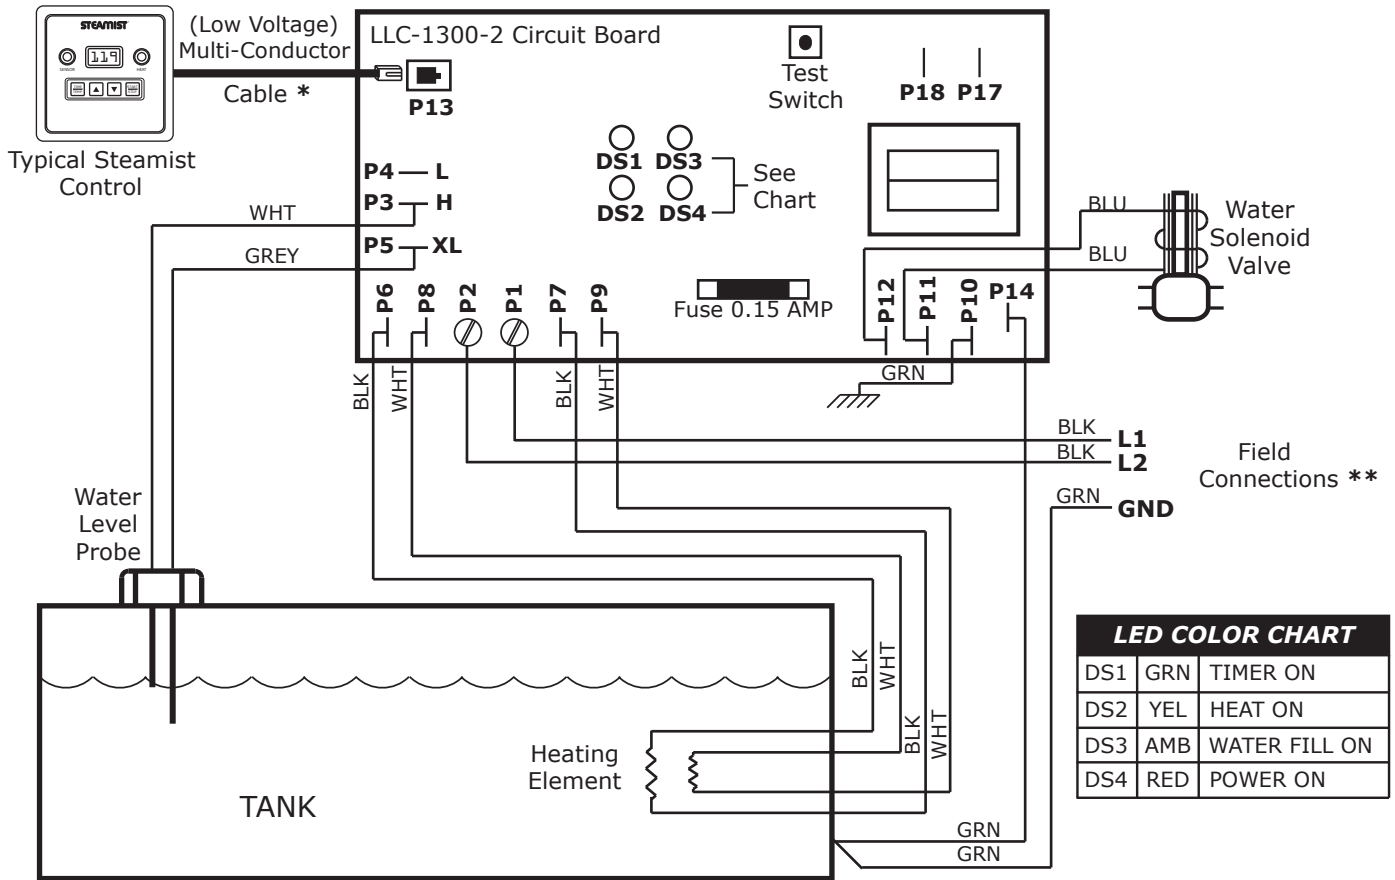 STEAMIST
119
SENSOR
HEAT
Typical Steamist
Control
(Low Voltage)
Multi-Conductor
Cable *
LLC-1300-2 Circuit Board
P13
Test
Switch
P18 P17
DS1 DS3
DS2 DS4
See
Chart
P4 L
P3 H
P5 XL
WHT
GREY
P6
P8
P2
P1
P7
P9
Fuse 0.15 AMP
P12
P11
P10
P14
BLU
BLU
Water
Solenoid
Valve
BLK
WHT
BLK
WHT
GRN
BLK L1
BLK L2
GRN GND
Field
Connections **
Water
Level
Probe
BLK
WHT
BLK
WHT
Heating
Element
TANK
GRN
GRN
LED COLOR CHART
DS1 GRN TIMER ON
DS2 YEL HEAT ON
DS3 AMB WATER FILL ON
DS4 RED POWER ON